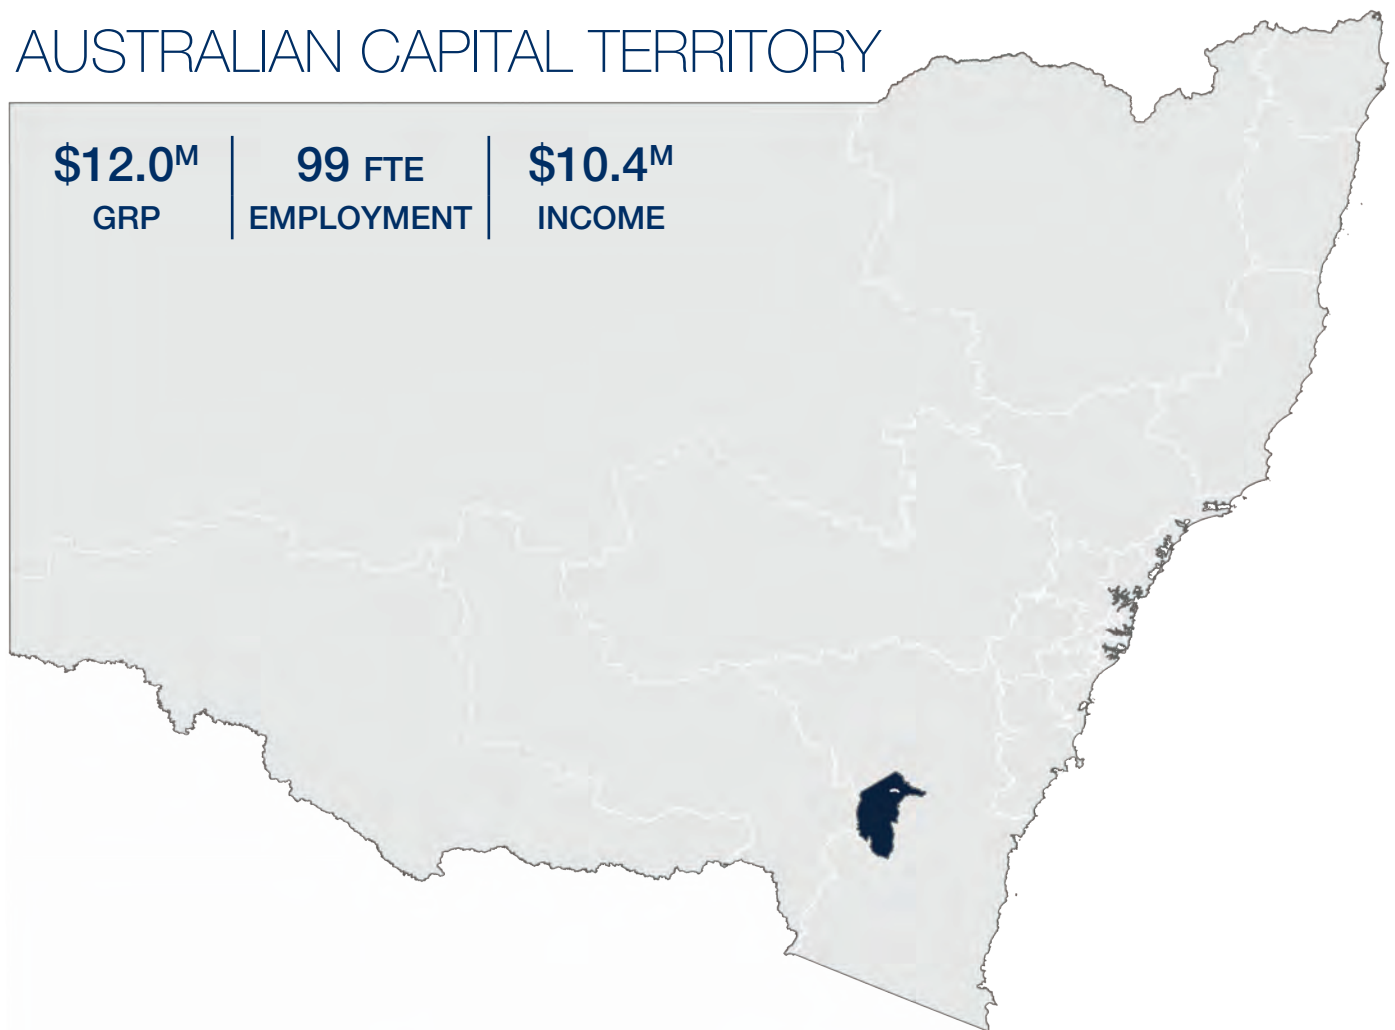 AUSTRALIAN CAPITAL TERRITORY
$12.0M
GRP
99 FTE
EMPLOYMENT
$10.4M
INCOME